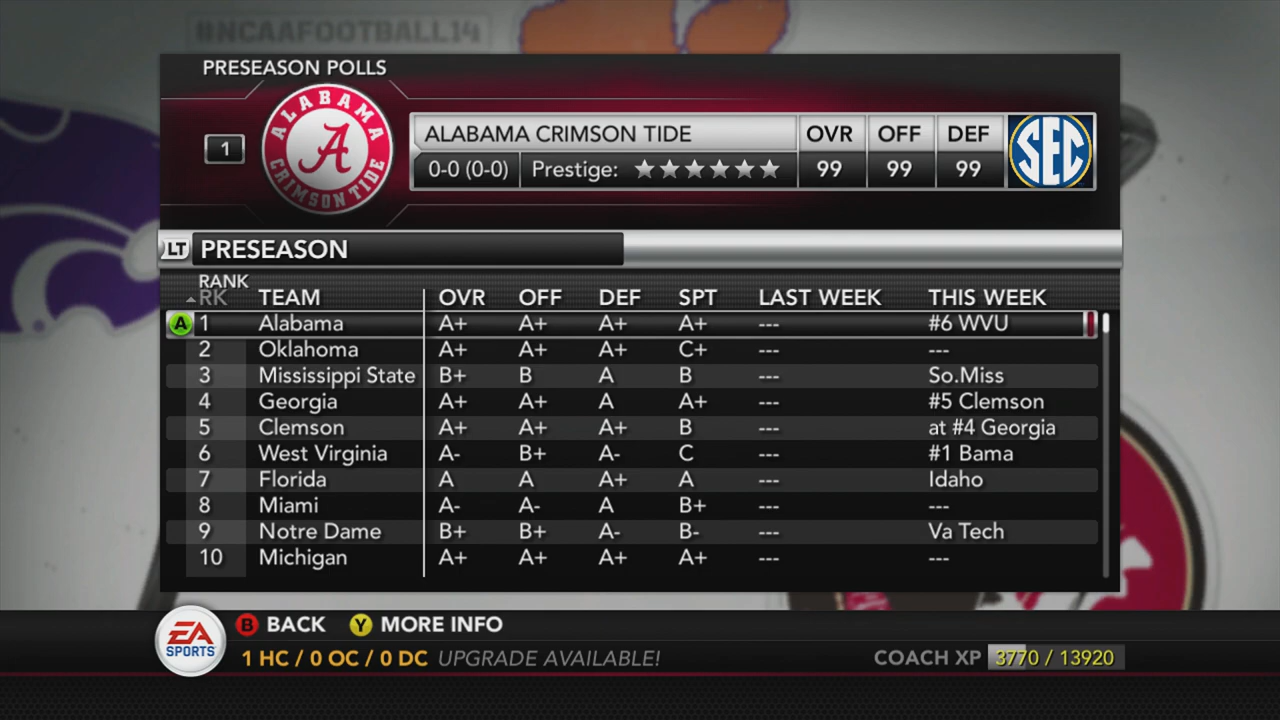 #NCAAFOOTBALL14
PRESEASON POLLS
1
ALABAMA
A
CRIMSON TIDE
ALABAMA CRIMSON TIDE OVR OFF DEF
0-0 (0-0) Prestige: ★★★★★★ 99 99 99
SEC
LT PRESEASON
RANK
RK TEAM OVR OFF DEF SPT LAST WEEK THIS WEEK
A 1 Alabama A+ A+ A+ A+ --- #6 WVU
2 Oklahoma A+ A+ A+ C+ --- ---
3 Mississippi State B+ B A B --- So.Miss
4 Georgia A+ A+ A A+ --- #5 Clemson
5 Clemson A+ A+ A+ B --- at #4 Georgia
6 West Virginia A- B+ A- C --- #1 Bama
7 Florida A A A+ A --- Idaho
8 Miami A- A- A B+ --- ---
9 Notre Dame B+ B+ A- B- --- Va Tech
10 Michigan A+ A+ A+ A+ --- ---
EA
SPORTS
B BACK Y MORE INFO
1 HC / 0 OC / 0 DC UPGRADE AVAILABLE! COACH XP 3770 / 13920